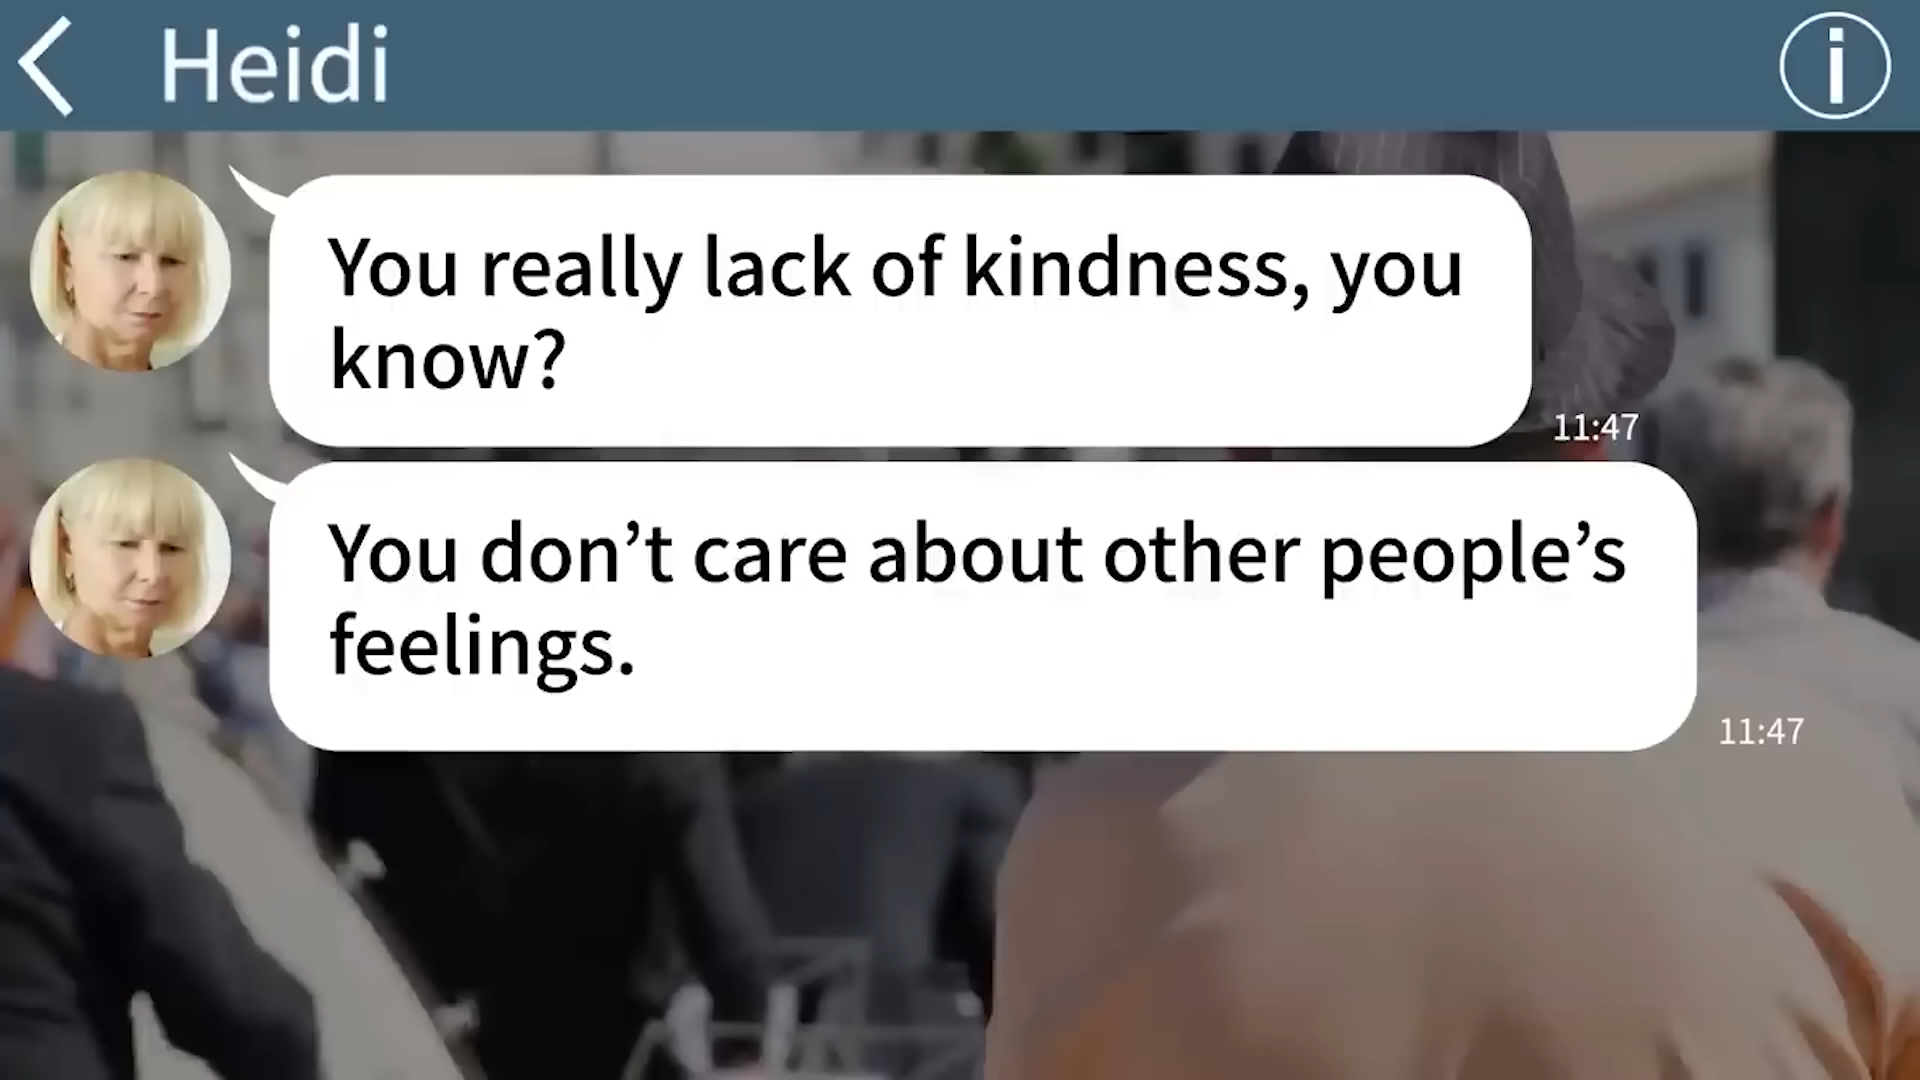 Heidi
You really lack of kindness, you
know?
11:47
You don’t care about other people’s
feelings.
11:47